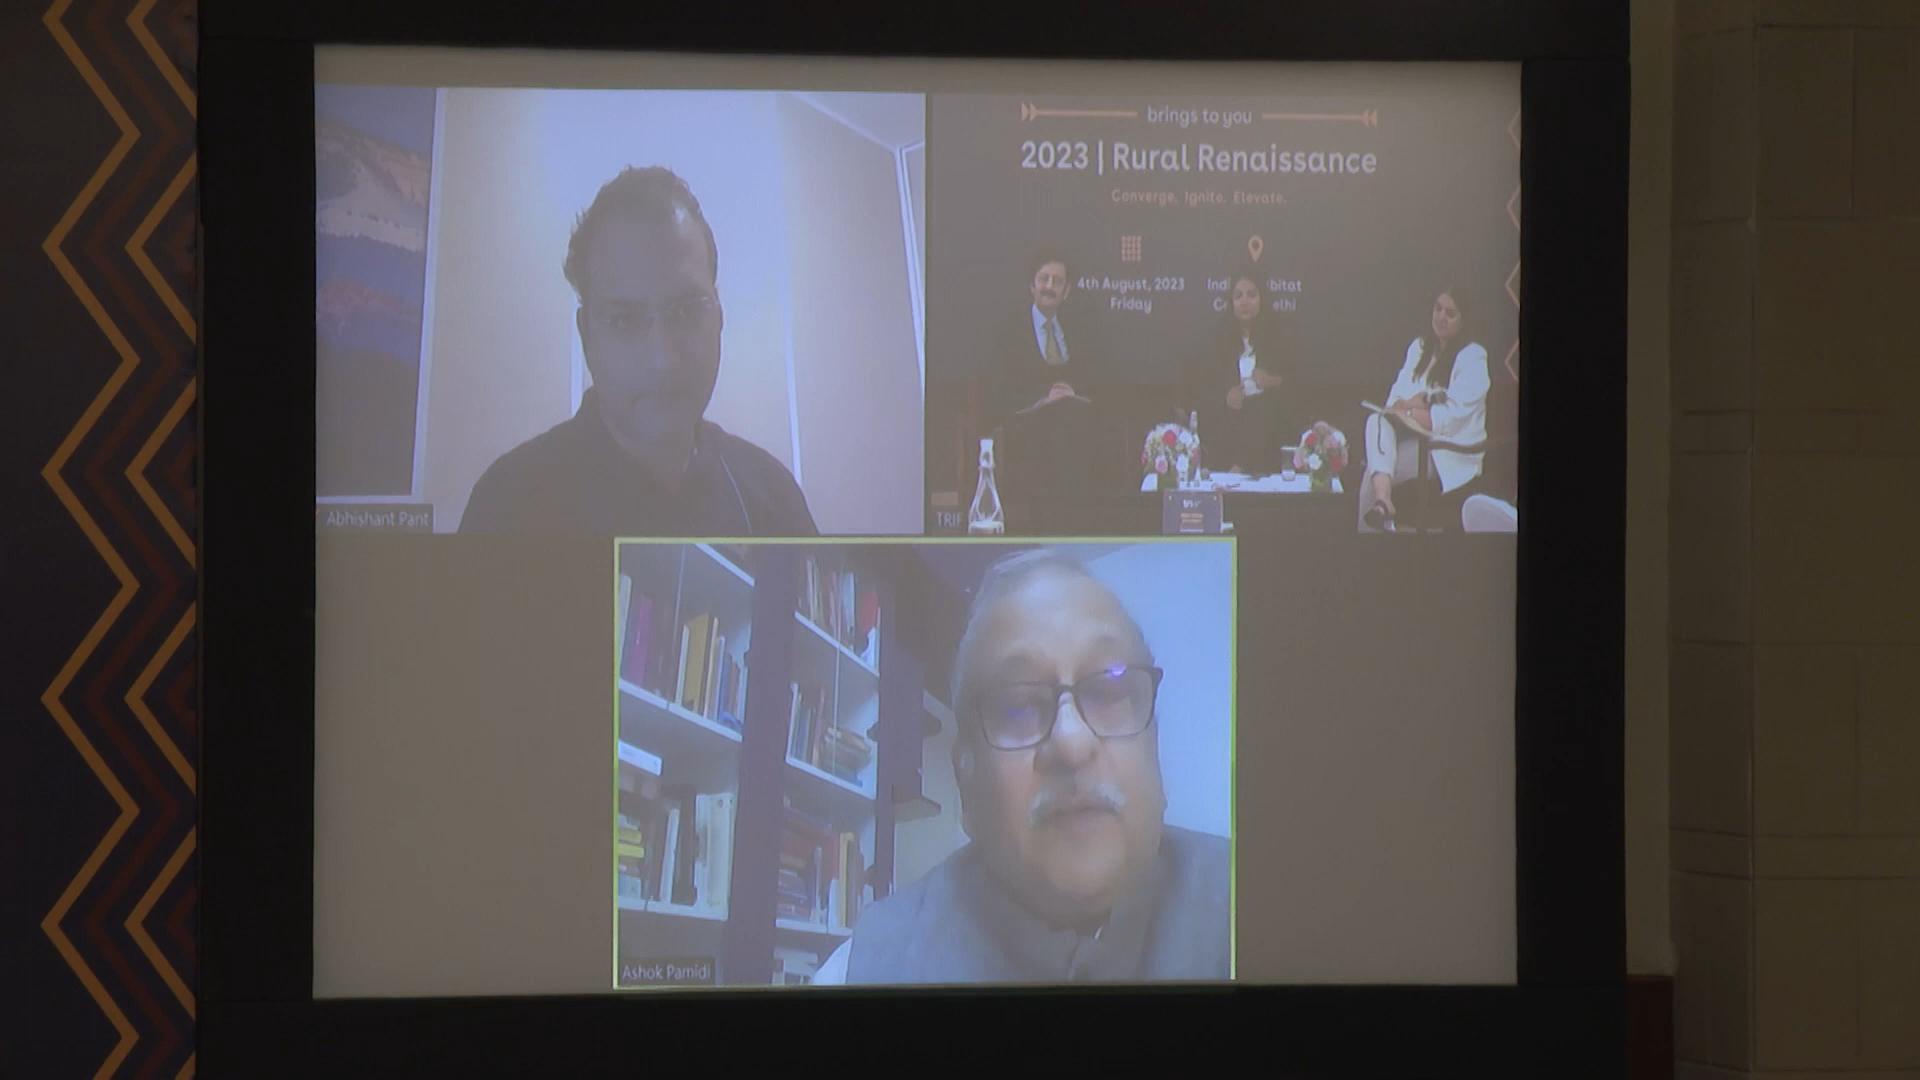 brings to you
2023 | Rural Renaissance
Converge. Ignite. Elevate.
4th August, 2023
Friday
Abhishant Pant
TRIF
Ashok Pamidi